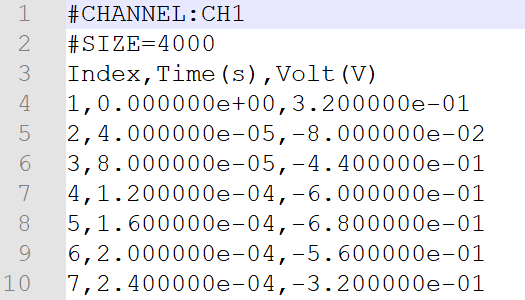 1 #CHANNEL:CH1
2 #SIZE=4000
3 Index,Time(s),Volt(V)
4 1,0.000000e+00,3.200000e-01
5 2,4.000000e-05,-8.000000e-02
6 3,8.000000e-05,-4.400000e-01
7 4,1.200000e-04,-6.000000e-01
8 5,1.600000e-04,-6.800000e-01
9 6,2.000000e-04,-5.600000e-01
10 7,2.400000e-04,-3.200000e-01